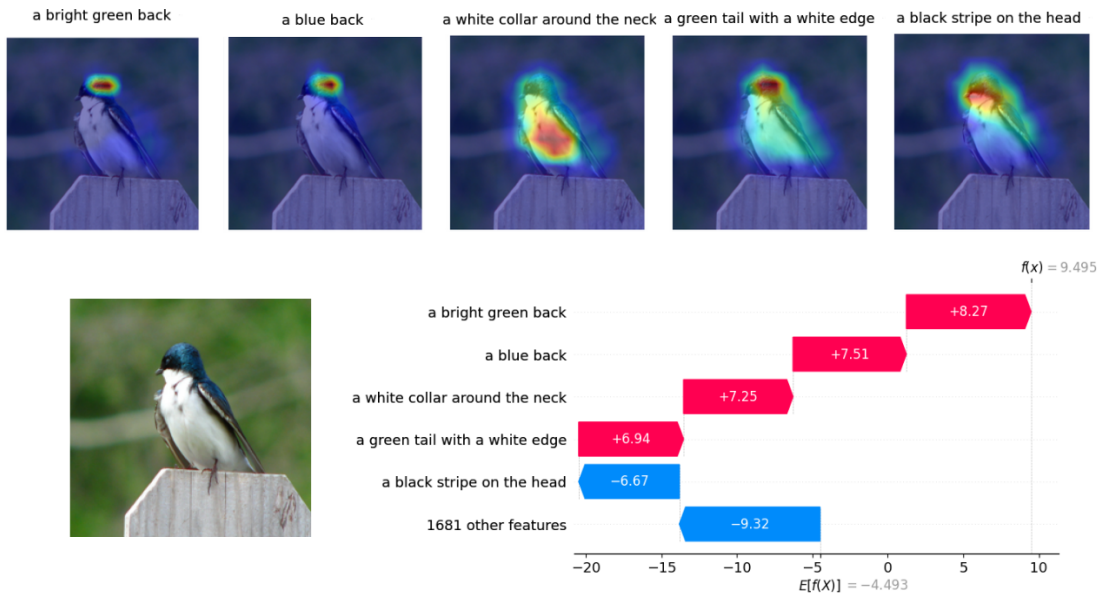 a bright green back
a blue back
a white collar around the neck
a green tail with a white edge
a black stripe on the head
f(x) = 9.495
a bright green back
+8.27
a blue back
+7.51
a white collar around the neck
+7.25
a green tail with a white edge
+6.94
a black stripe on the head
−6.67
1681 other features
−9.32
−20 −15 −10 −5 0 5 10
E[f(X)] = −4.493